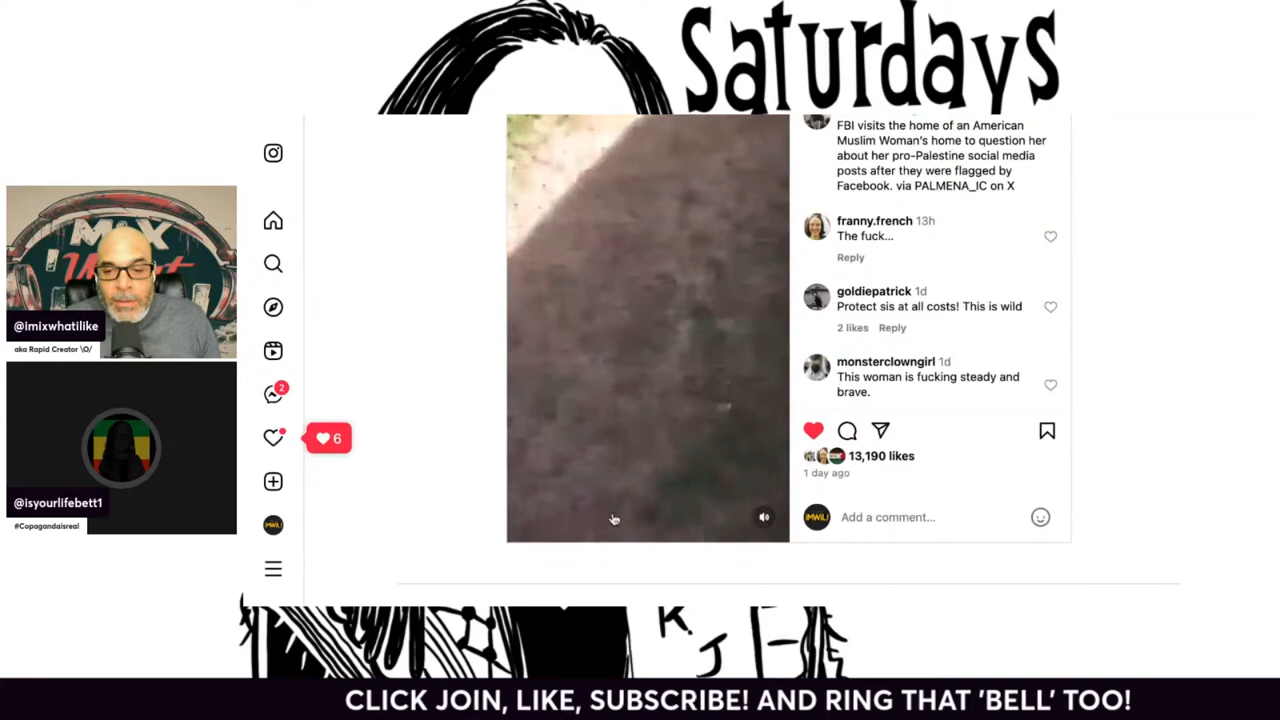 Saturdays
FBI visits the home of an American
Muslim Woman's home to question her
about her pro-Palestine social media
posts after they were flagged by
Facebook. via PALMENA_IC on X
franny.french 13h
The fuck...
Reply
goldiepatrick 1d
Protect sis at all costs! This is wild
2 likes Reply
monsterclowngirl 1d
This woman is fucking steady and
brave.
13,190 likes
1 day ago
Add a comment...
2
6
MiX
@imixwhatilike
aka Rapid Creator \O/
@isyourlifebett1
#Copagandaisreal
iMWiL!
iMWiL!
K.
J
CLICK JOIN, LIKE, SUBSCRIBE! AND RING THAT 'BELL' TOO!